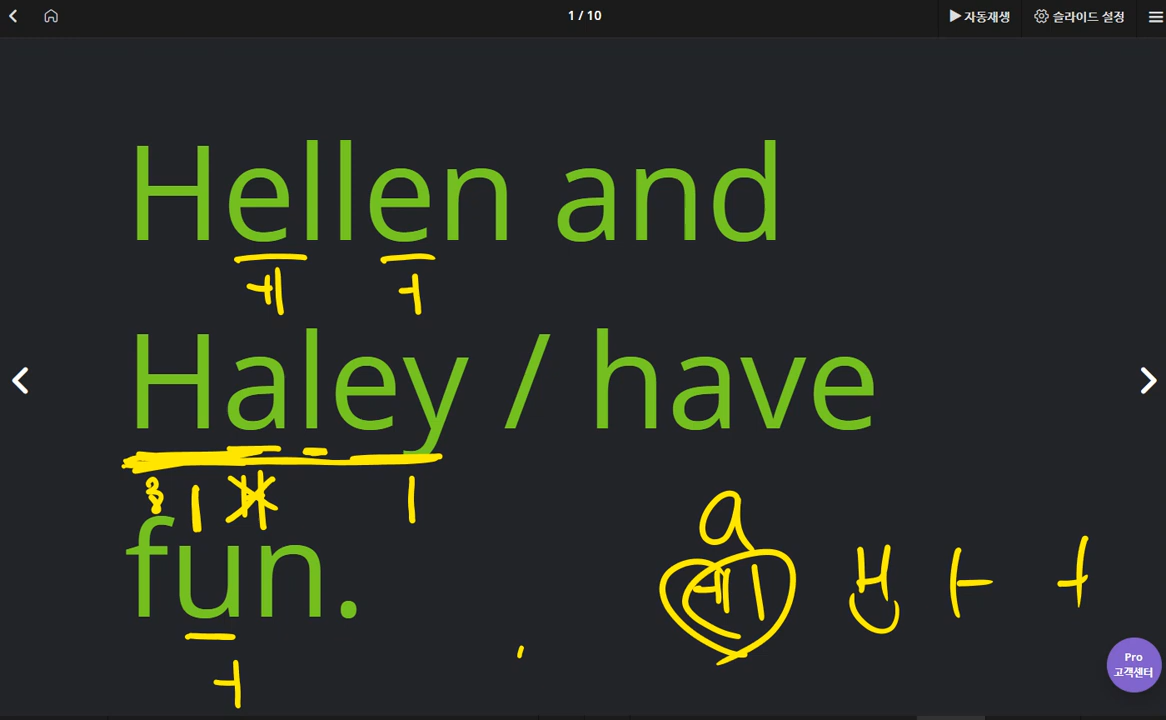 1 / 10
▶자동재생
슬라이드 설정
Hellen and
ㅔ ㅓ
Haley / have
ㅣ
fun.
ㅓ
a
ㅔㅣ ㅐ ㅏ ㅓ
Pro
고객센터